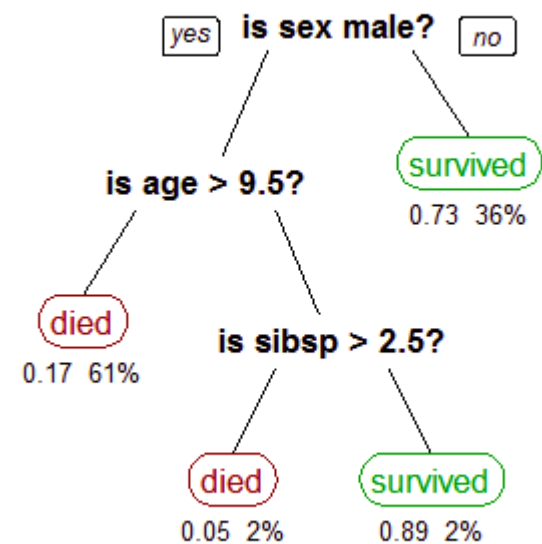 yes is sex male? no
survived
is age > 9.5?
0.73 36%
died
is sibsp > 2.5?
0.17 61%
died survived
0.05 2% 0.89 2%